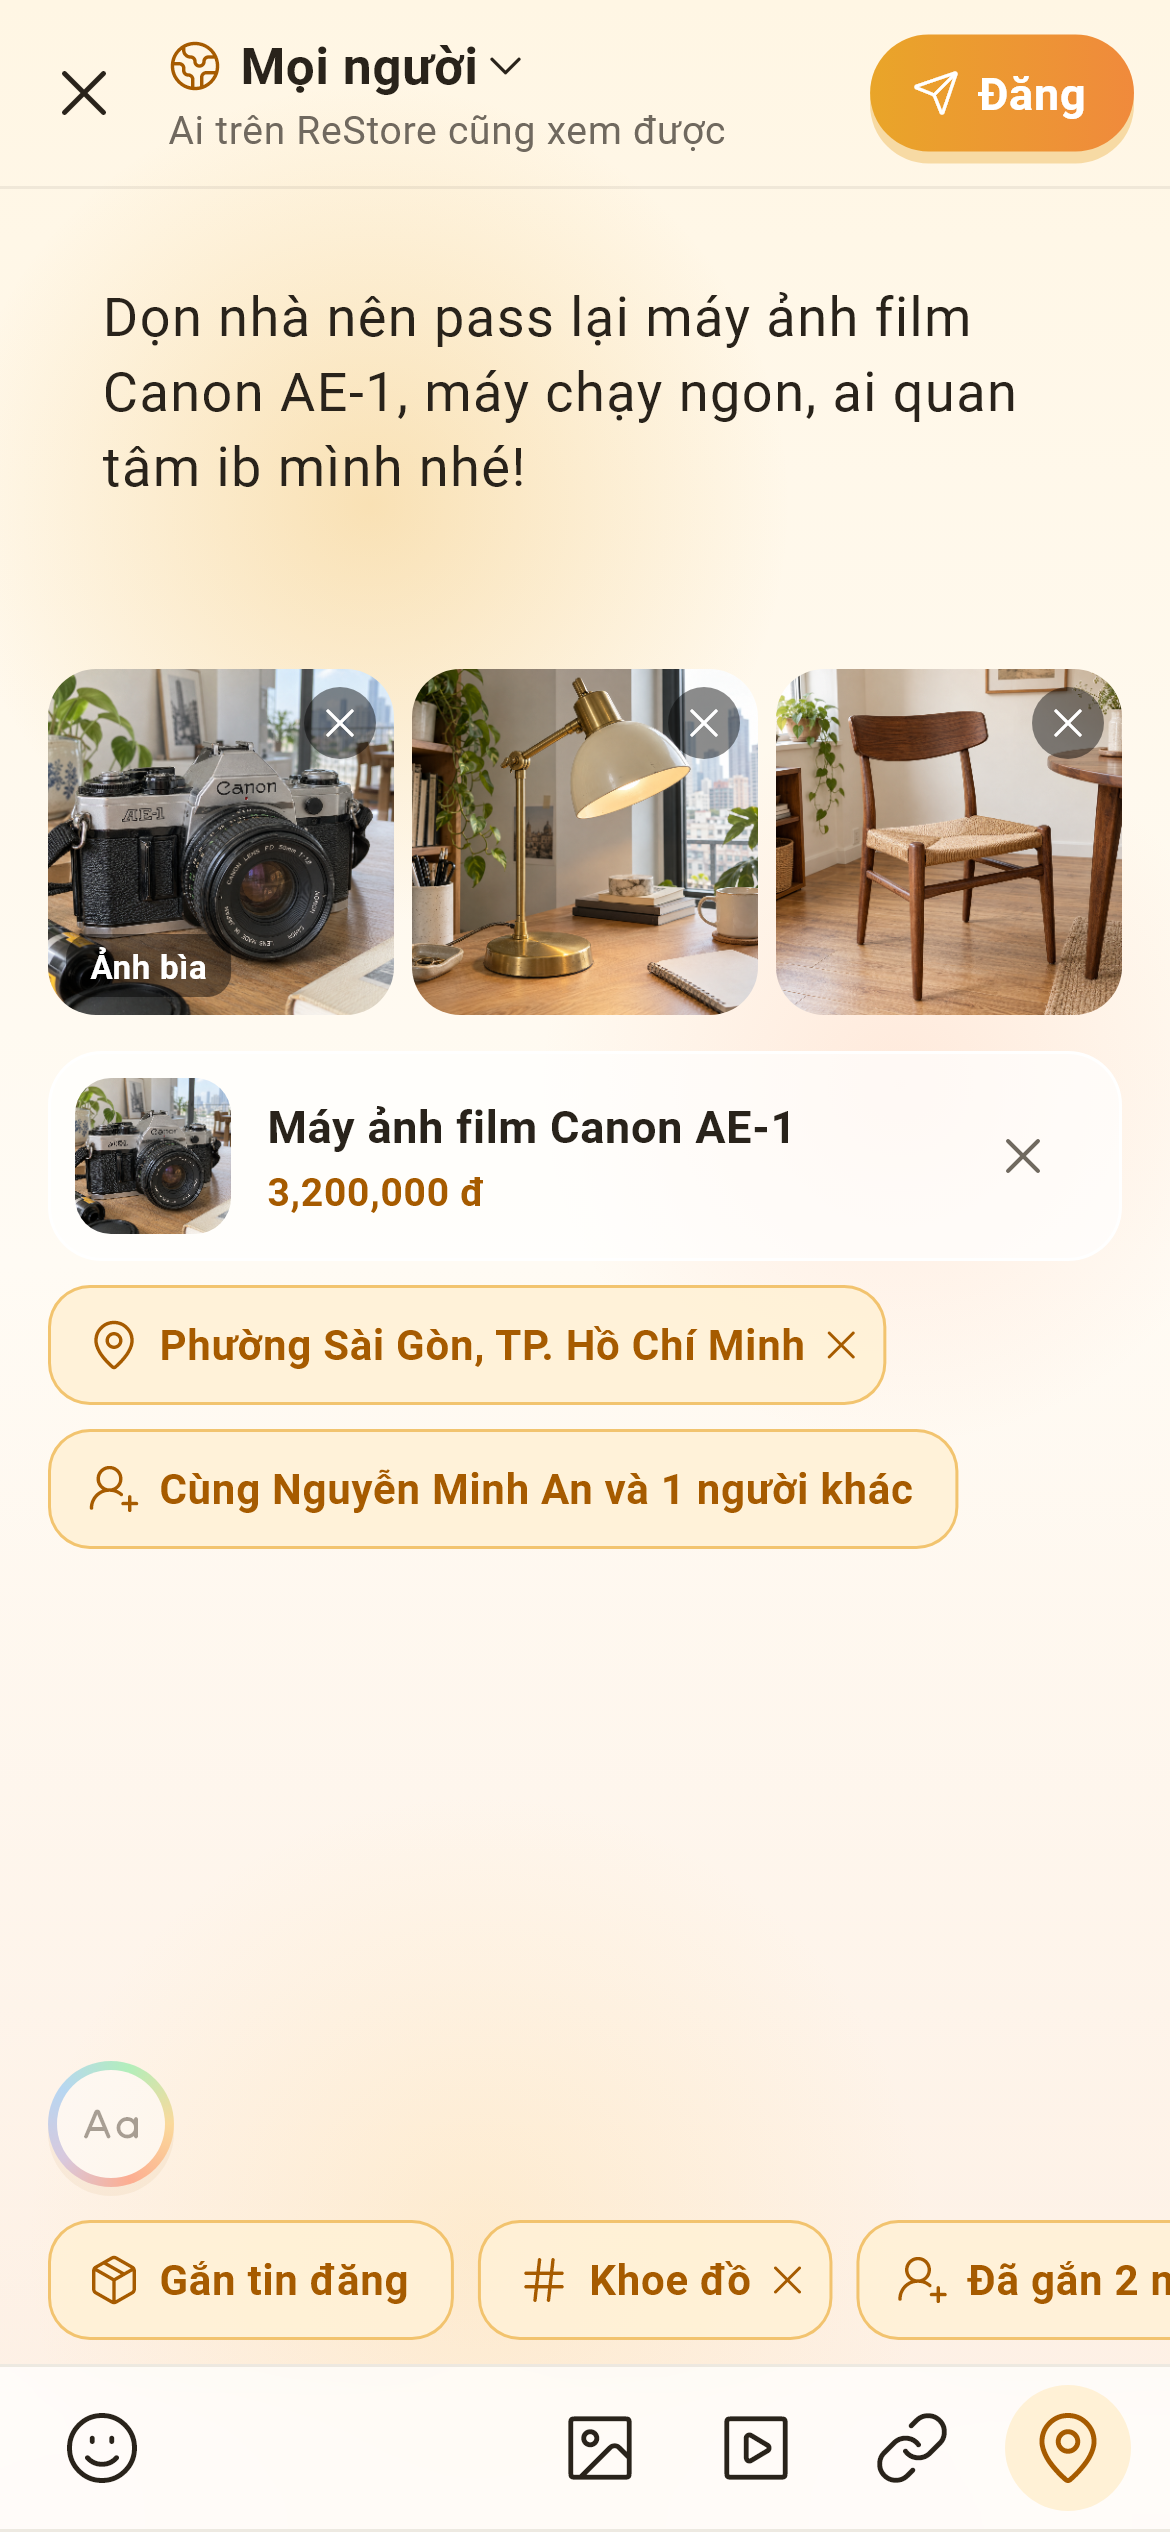 Mọi người
Ai trên ReStore cũng xem được
Đăng
Dọn nhà nên pass lại máy ảnh film
Canon AE-1, máy chạy ngon, ai quan
tâm ib mình nhé!
Canon
AE-1
Ảnh bìa
Máy ảnh film Canon AE-1
3,200,000 đ
Phường Sài Gòn, TP. Hồ Chí Minh
Cùng Nguyễn Minh An và 1 người khác
Aa
Gắn tin đăng
Khoe đồ
Đã gắn 2